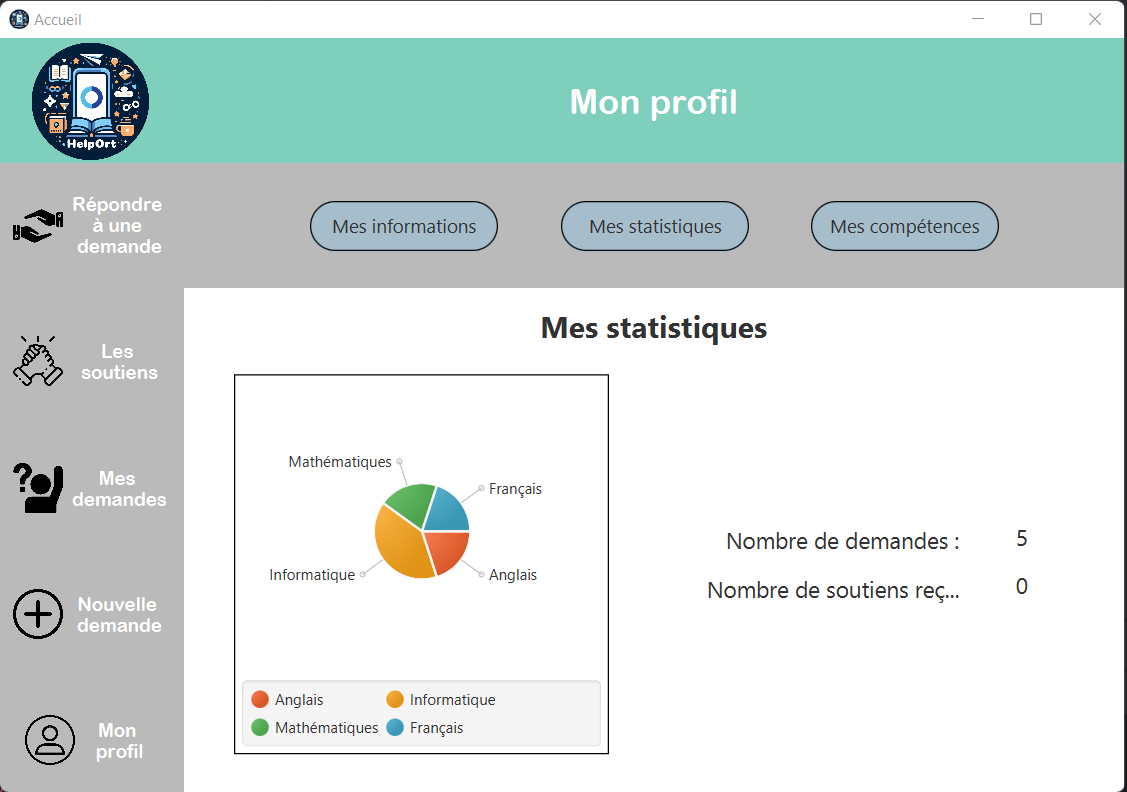 Accueil
HelpOrt
Mon profil
Répondre
à une
demande
Les
soutiens
Mes
demandes
Nouvelle
demande
Mon
profil
Mes informations
Mes statistiques
Mes compétences
Mes statistiques
Mathématiques
Français
Informatique
Anglais
Anglais
Informatique
Mathématiques
Français
Nombre de demandes : 5
Nombre de soutiens reç... 0